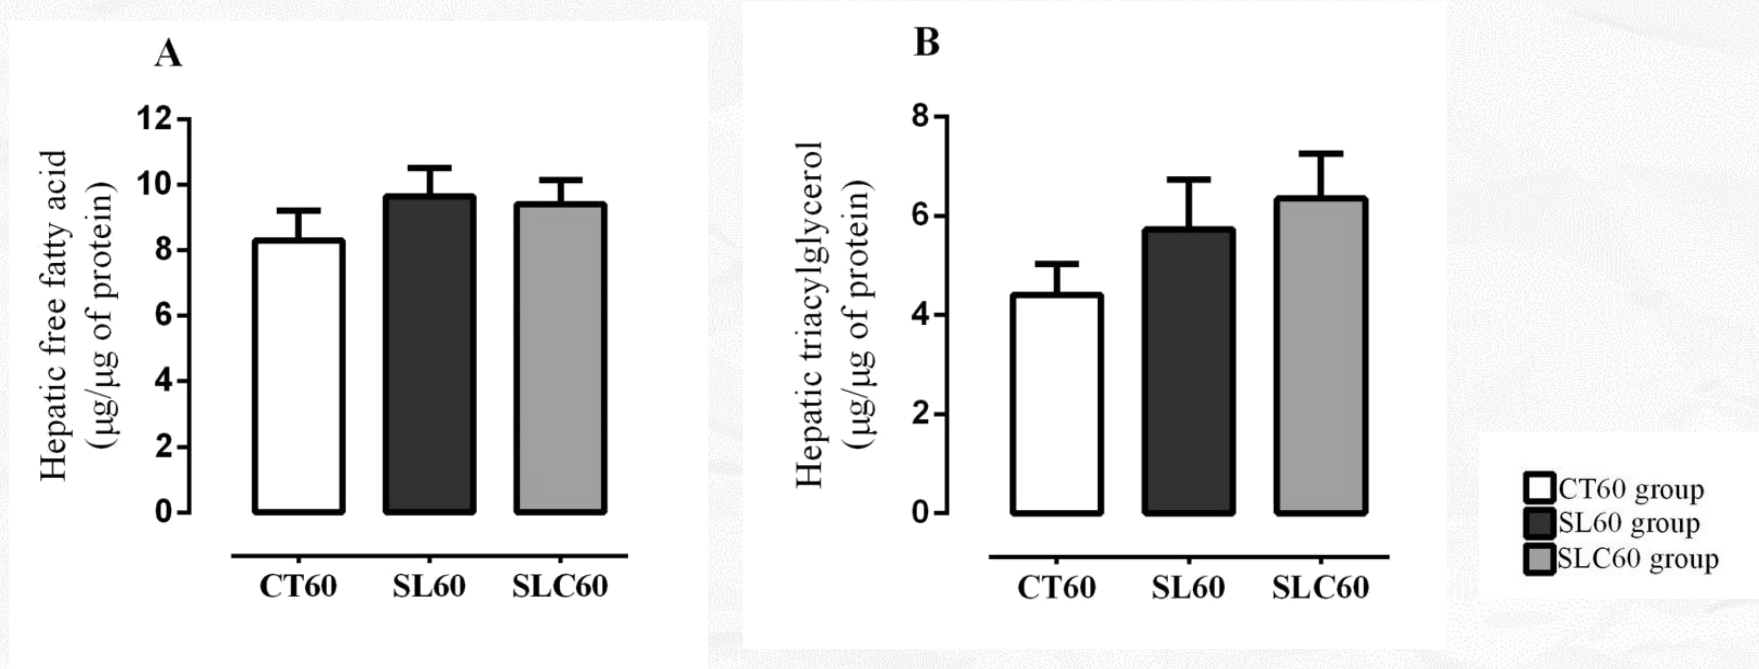 A
12
10
8
6
4
2
0
Hepatic free fatty acid
(µg/µg of protein)
CT60 SL60 SLC60
B
8
6
4
2
0
Hepatic triacylglycerol
(µg/µg of protein)
CT60 SL60 SLC60
CT60 group
SL60 group
SLC60 group